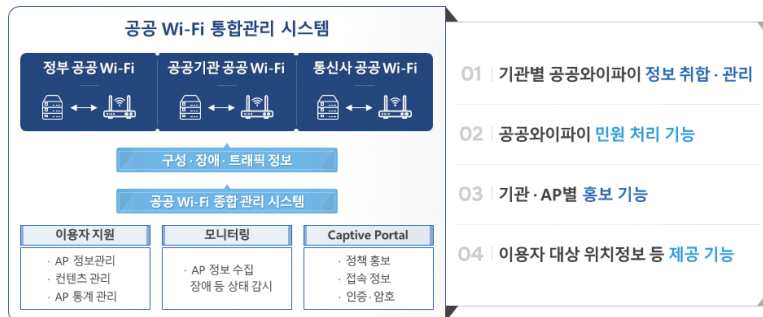 공공 Wi-Fi 통합관리 시스템
정부 공공 Wi-Fi
공공기관 공공 Wi-Fi
통신사 공공 Wi-Fi
구성·장애·트래픽 정보
공공 Wi-Fi 종합 관리 시스템
이용자 지원
· AP 정보관리
· 컨텐츠 관리
· AP 통계 관리
모니터링
· AP 정보 수집
장애 등 상태 감시
Captive Portal
· 정책 홍보
· 접속 정보
· 인증·암호
01 기관별 공공와이파이 정보 취합·관리
02 공공와이파이 민원 처리 기능
03 기관·AP별 홍보 기능
04 이용자 대상 위치정보 등 제공 기능